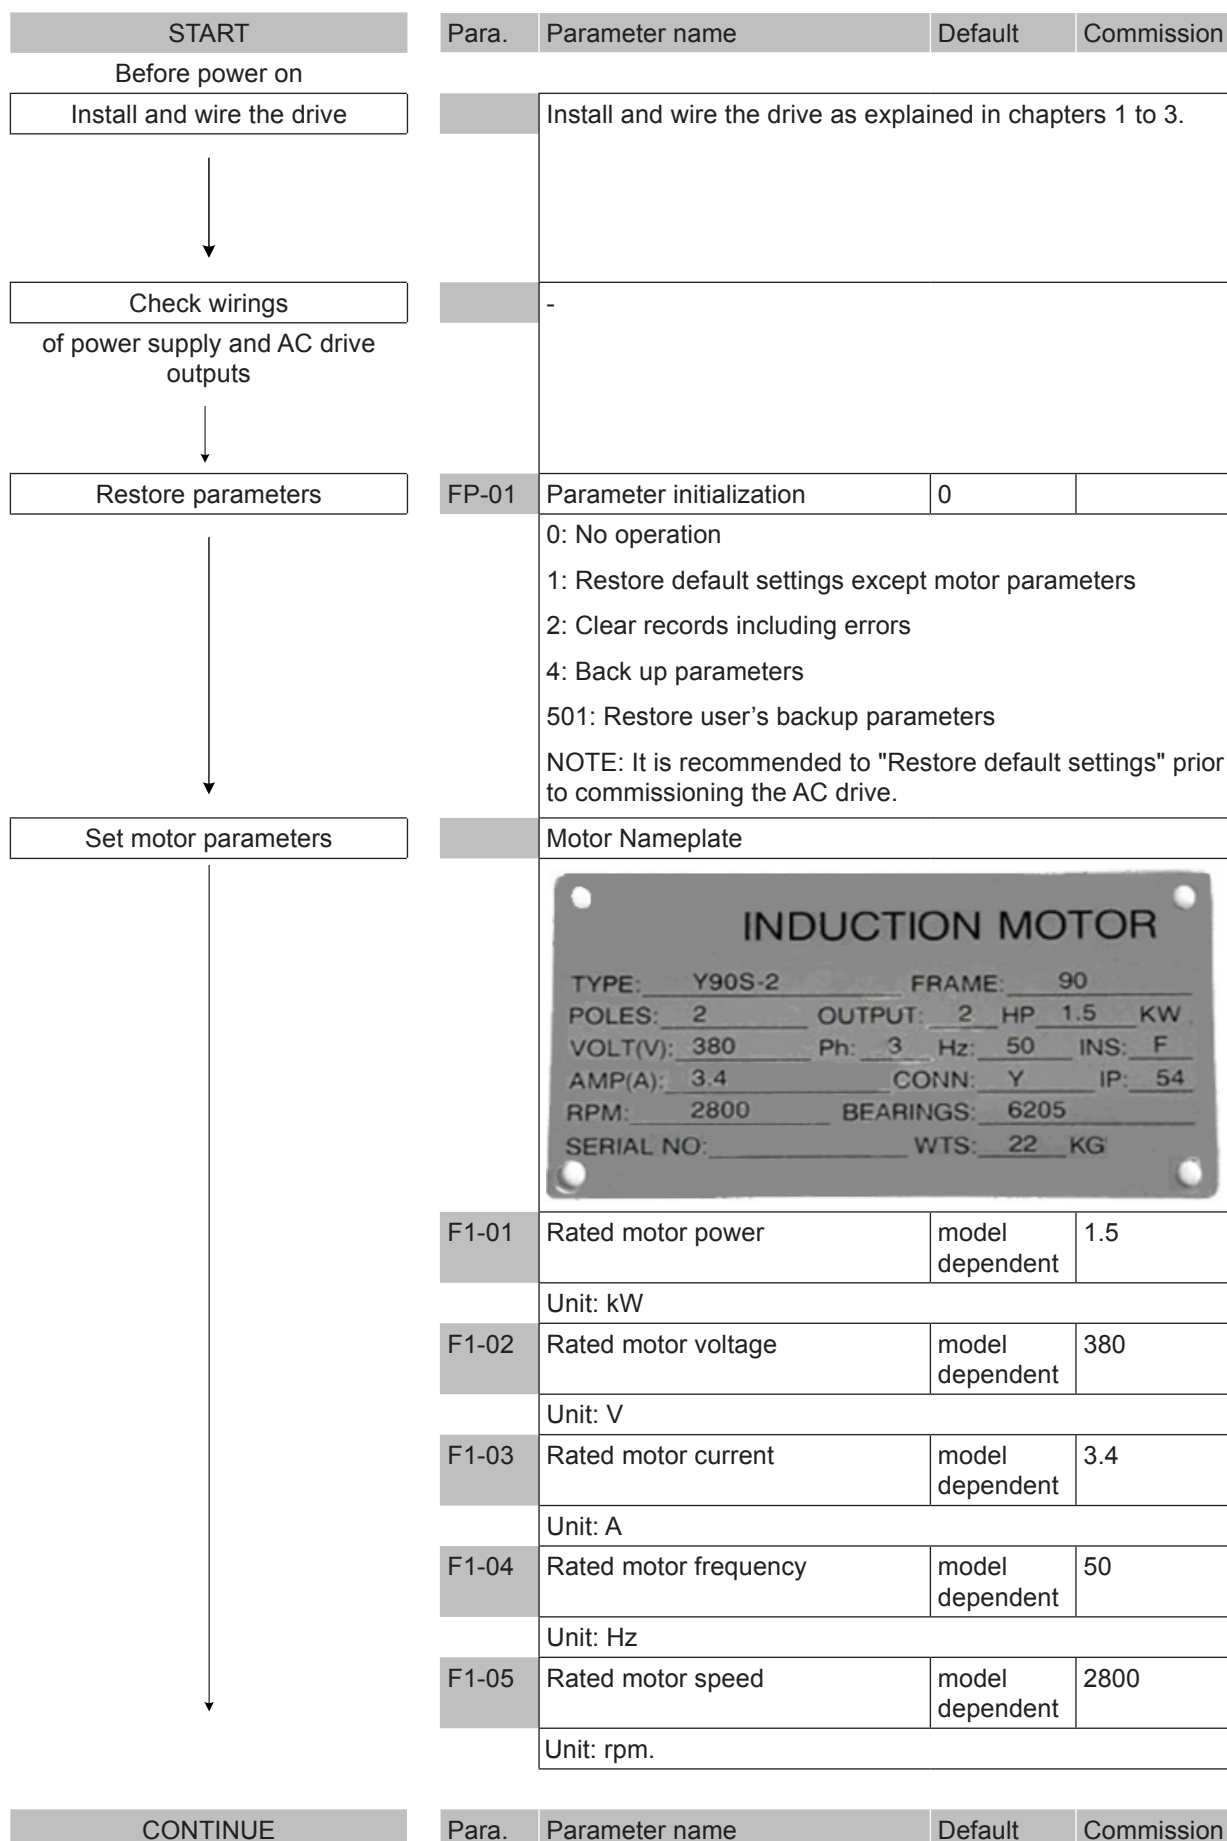 START
Para. Parameter name Default Commission
Before power on
Install and wire the drive
Install and wire the drive as explained in chapters 1 to 3.
Check wirings
-
of power supply and AC drive
outputs
Restore parameters
FP-01 Parameter initialization 0
0: No operation
1: Restore default settings except motor parameters
2: Clear records including errors
4: Back up parameters
501: Restore user’s backup parameters
NOTE: It is recommended to "Restore default settings" prior
to commissioning the AC drive.
Set motor parameters
Motor Nameplate
INDUCTION MOTOR
TYPE: Y90S-2 FRAME: 90
POLES: 2 OUTPUT: 2 HP 1.5 KW
VOLT(V): 380 Ph: 3 Hz: 50 INS: F
AMP(A): 3.4 CONN: Y IP: 54
RPM: 2800 BEARINGS: 6205
SERIAL NO: WTS: 22 KG
F1-01 Rated motor power model 1.5
dependent
Unit: kW
F1-02 Rated motor voltage model 380
dependent
Unit: V
F1-03 Rated motor current model 3.4
dependent
Unit: A
F1-04 Rated motor frequency model 50
dependent
Unit: Hz
F1-05 Rated motor speed model 2800
dependent
Unit: rpm.
CONTINUE
Para. Parameter name Default Commission